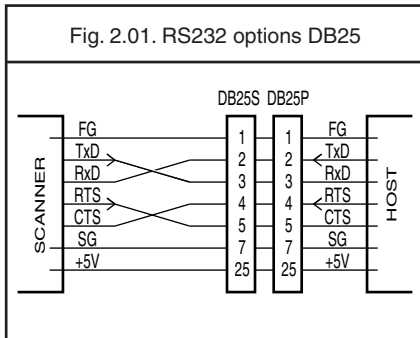 Fig. 2.01. RS232 options DB25
DB25S DB25P
SCANNER
FG 1 1 FG
TxD 2 2 TxD
RxD 3 3 RxD
RTS 4 4 RTS
CTS 5 5 CTS
SG 7 7 SG
+5V 25 25 +5V
HOST